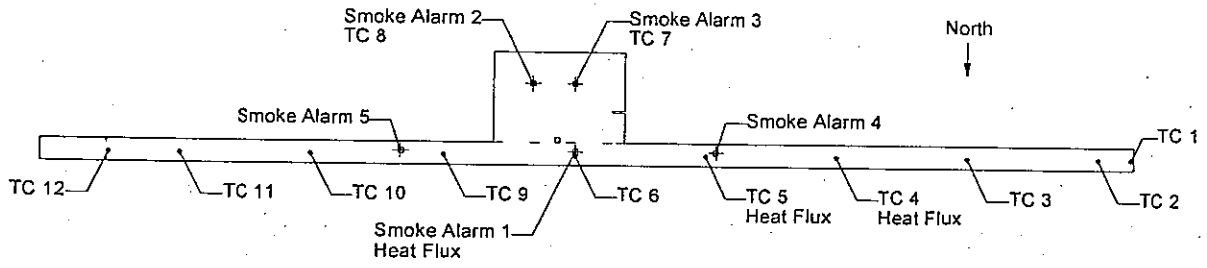 Smoke Alarm 2
TC 8
Smoke Alarm 3
TC 7
North
Smoke Alarm 5
Smoke Alarm 4
TC 1
TC 12
TC 11
TC 10
TC 9
TC 6
TC 5
Heat Flux
TC 4
Heat Flux
TC 3
TC 2
Smoke Alarm 1
Heat Flux